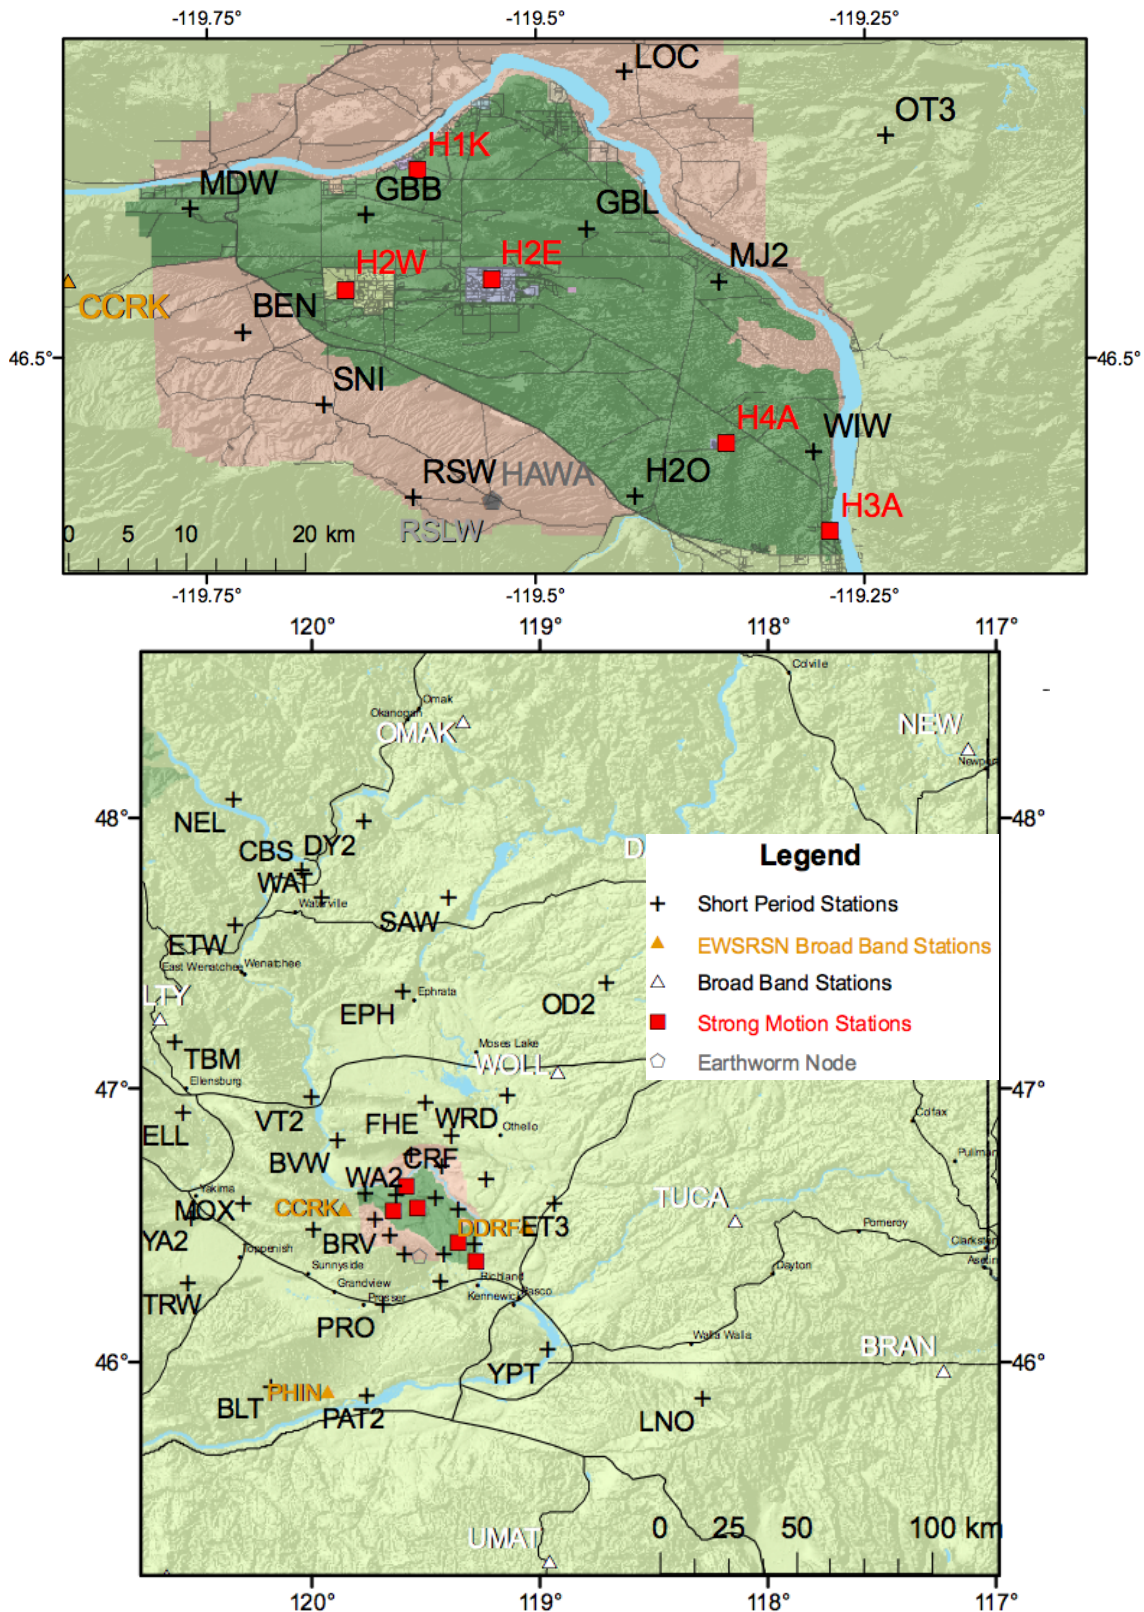 -119.75° -119.5° -119.25°
LOC
OT3
H1K
MDW
GBB
GBL
H2W
H2E
MJ2
CCRK
BEN
46.5° 46.5°
SNI
H4A
WIW
RSW
HAWA
H2O
H3A
RSLW
0 5 10 20 km
-119.75° -119.5° -119.25°
120° 119° 118° 117°
Colville
Omak
Okanogan
OMAK
NEW
NEL
48° 48°
CBS DY2
WAT
Waterville
SAW
ETW
East Wenatchee Wenatchee
LTY
EPH
Ephrata
OD2
D
Legend
Short Period Stations
EWSRSN Broad Band Stations
Broad Band Stations
Strong Motion Stations
Earthworm Node
TBM
Ellensburg
Moses Lake
WOLL
47° 47°
ELL
VT2
FHE
WRD
Othello
Colfax
BVW
CRF
WA2
Yakima
MOX
CCRK
DDRF
ET3
TUCA
Pomeroy
YA2
Toppenish
BRV
Sunnyside
Grandview
Prosser
Richland
Kennewick
Pasco
Dayton
TRW
PRO
Walla Walla
46° 46°
BRAN
YPT
BLT
PHIN
PAT2
LNO
0 25 50 100 km
UMAT
120° 119° 118° 117°